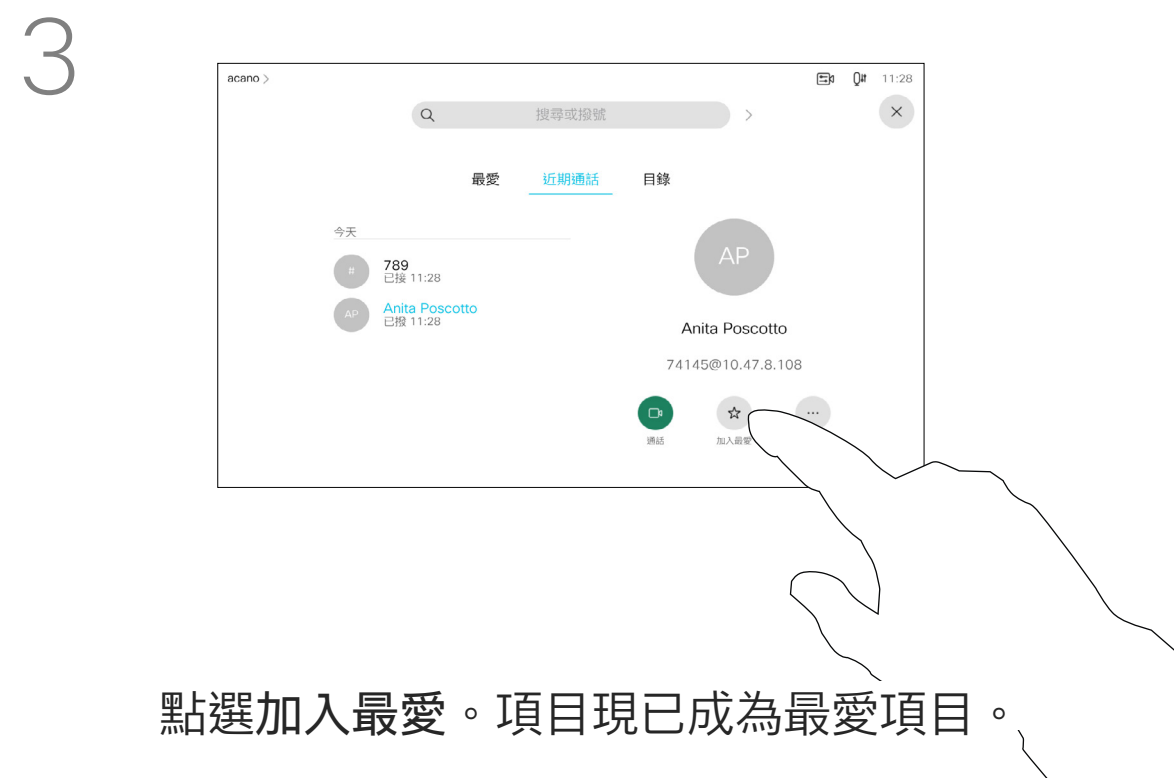 3
acano >
11:28
搜尋或撥號
最愛
近期通話
目錄
今天
#
789
已接 11:28
AP
Anita Poscotto
已撥 11:28
AP
Anita Poscotto
74145@10.47.8.108
通話
加入最愛
點選加入最愛。項目現已成為最愛項目。